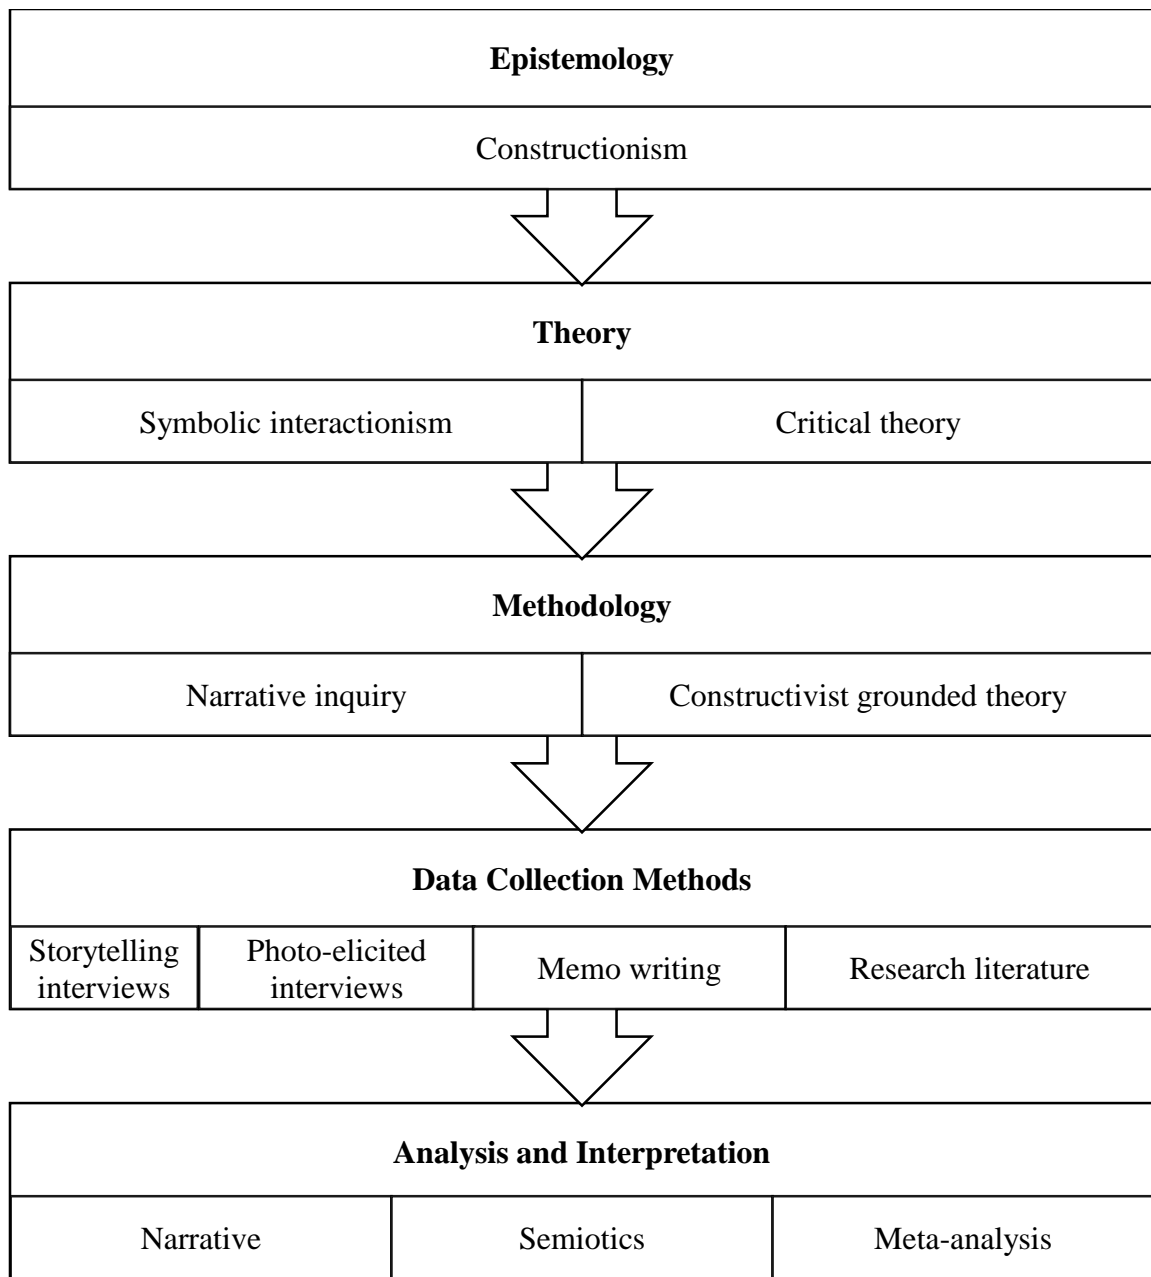 Epistemology
Constructionism
Theory
Symbolic interactionism
Critical theory
Methodology
Narrative inquiry
Constructivist grounded theory
Data Collection Methods
Storytelling
interviews
Photo-elicited
interviews
Memo writing
Research literature
Analysis and Interpretation
Narrative
Semiotics
Meta-analysis